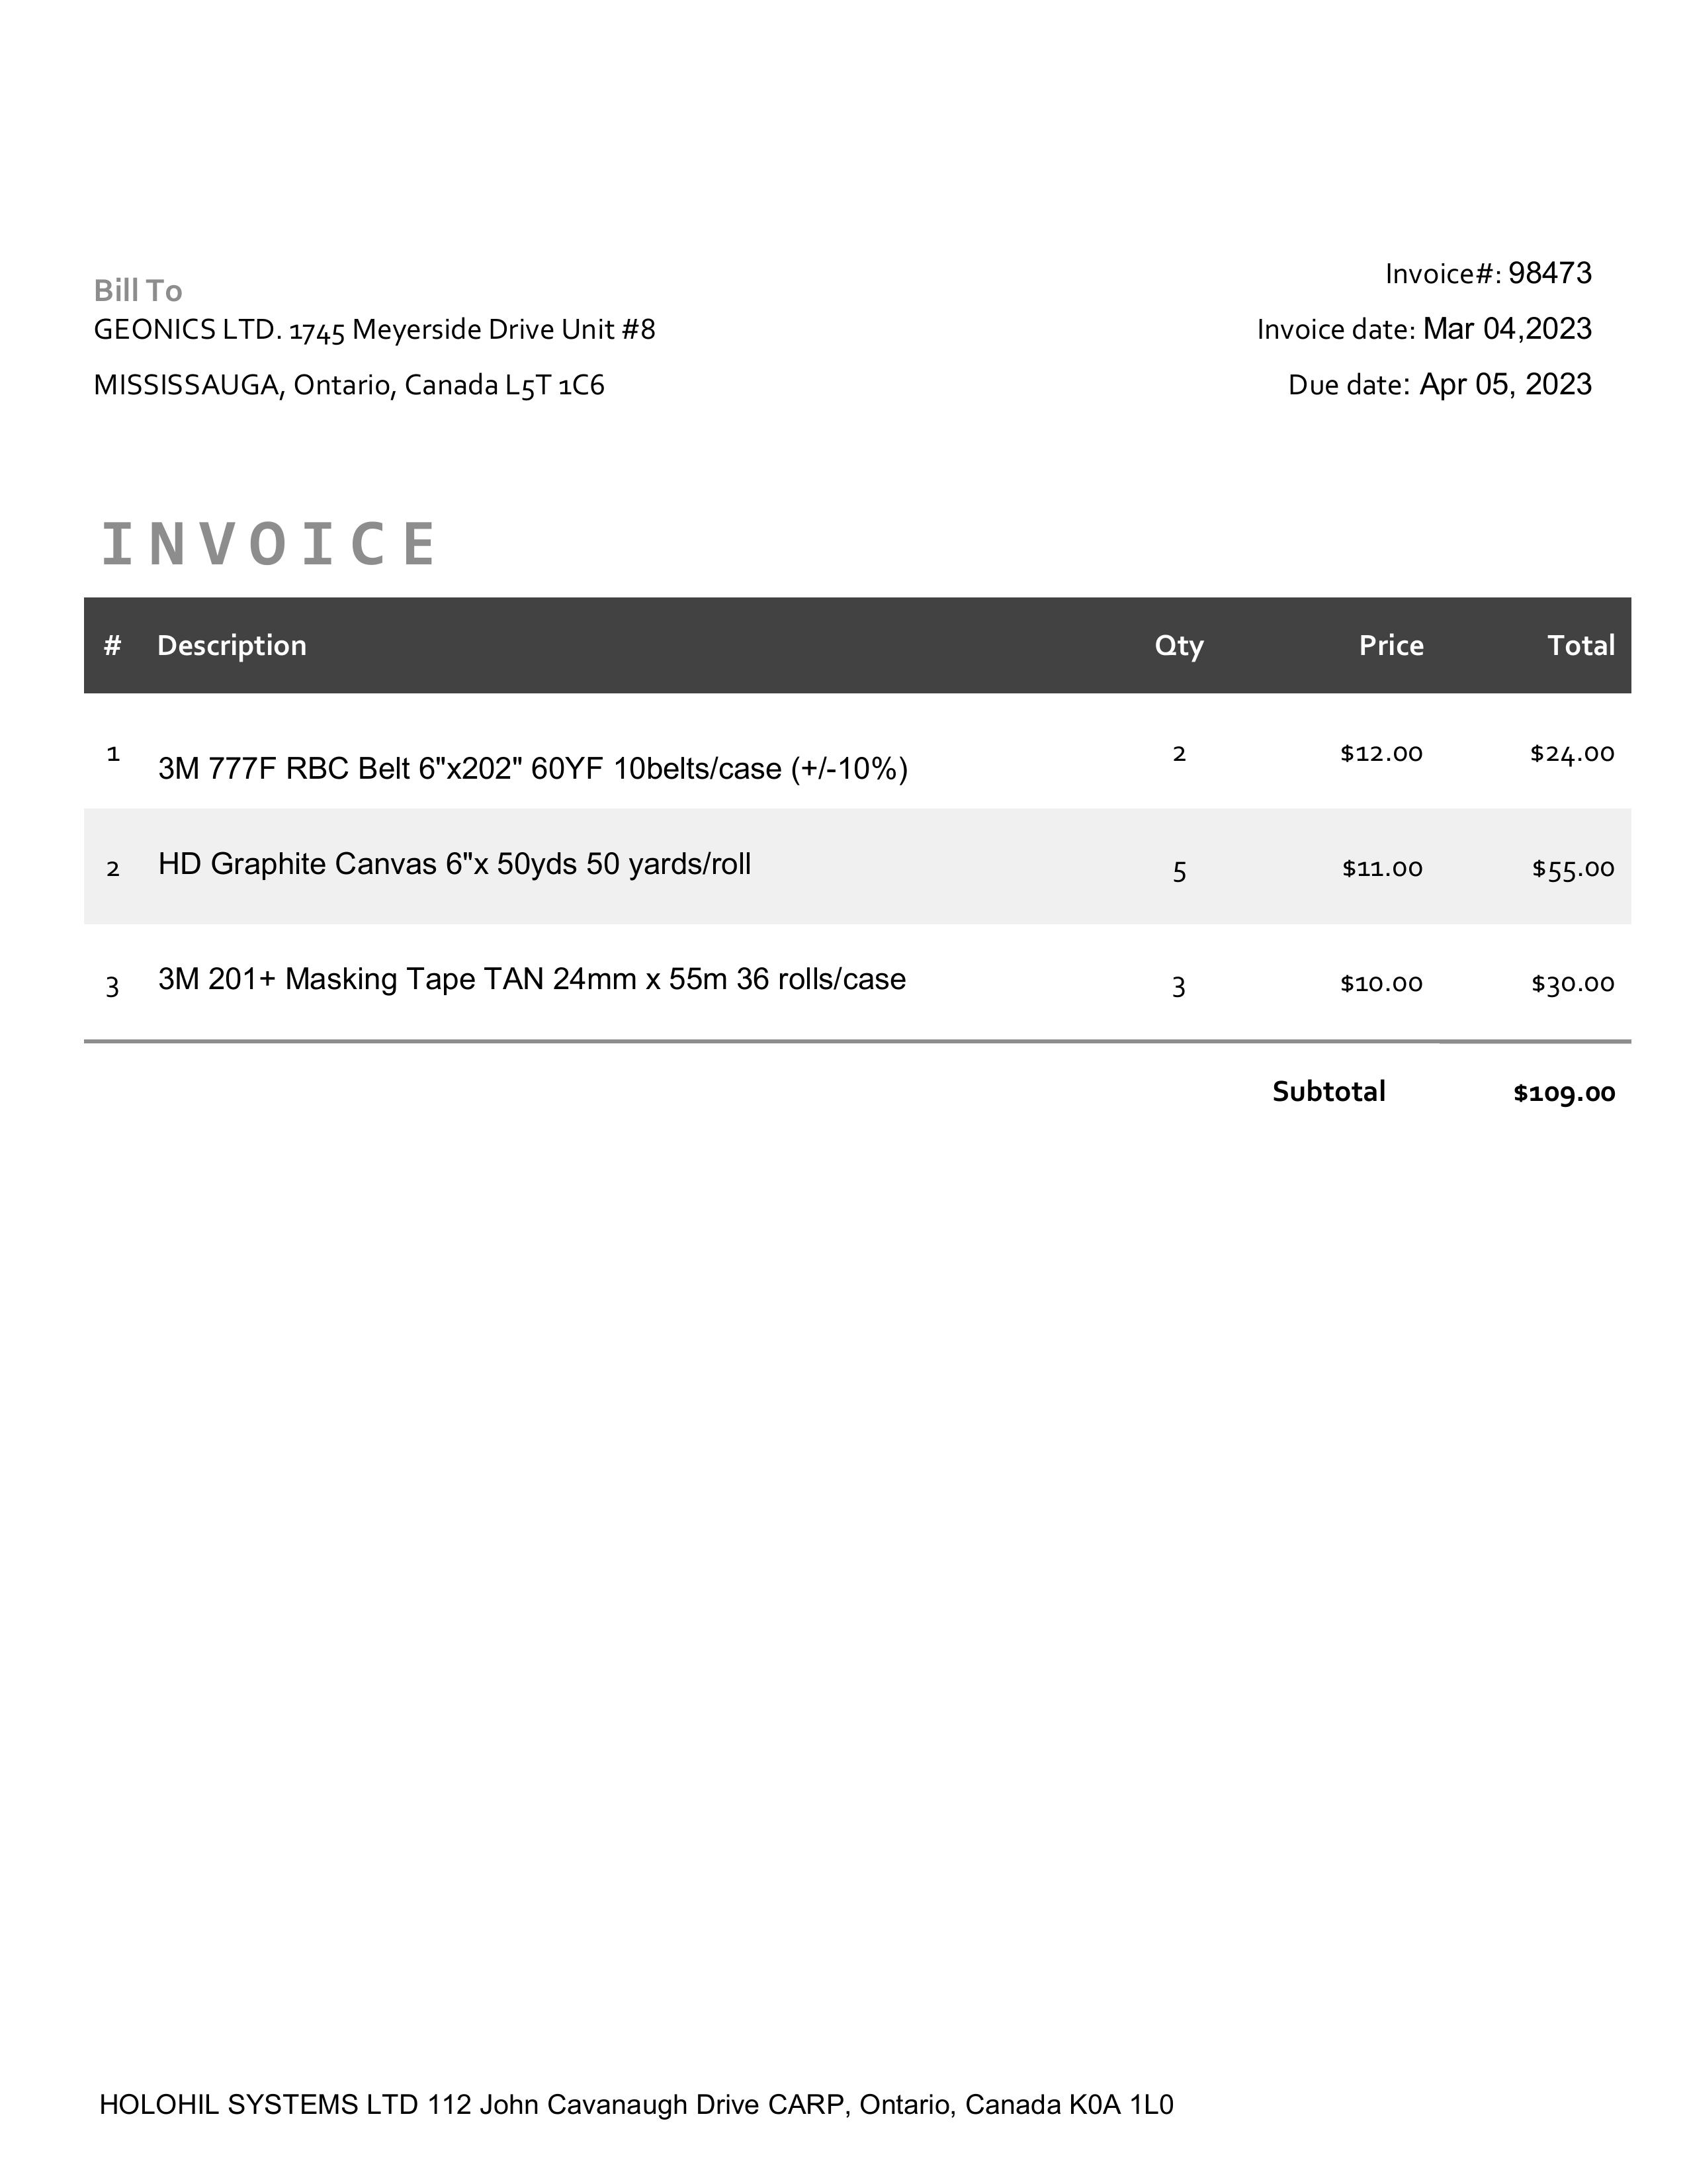 Bill To
GEONICS LTD. 1745 Meyerside Drive Unit #8
MISSISSAUGA, Ontario, Canada L5T 1C6
Invoice#: 98473
Invoice date: Mar 04,2023
Due date: Apr 05, 2023
INVOICE
# Description Qty Price Total
1 3M 777F RBC Belt 6"x202" 60YF 10belts/case (+/-10%) 2 $12.00 $24.00
2 HD Graphite Canvas 6"x 50yds 50 yards/roll 5 $11.00 $55.00
3 3M 201+ Masking Tape TAN 24mm x 55m 36 rolls/case 3 $10.00 $30.00
Subtotal $109.00
HOLOHIL SYSTEMS LTD 112 John Cavanaugh Drive CARP, Ontario, Canada K0A 1L0